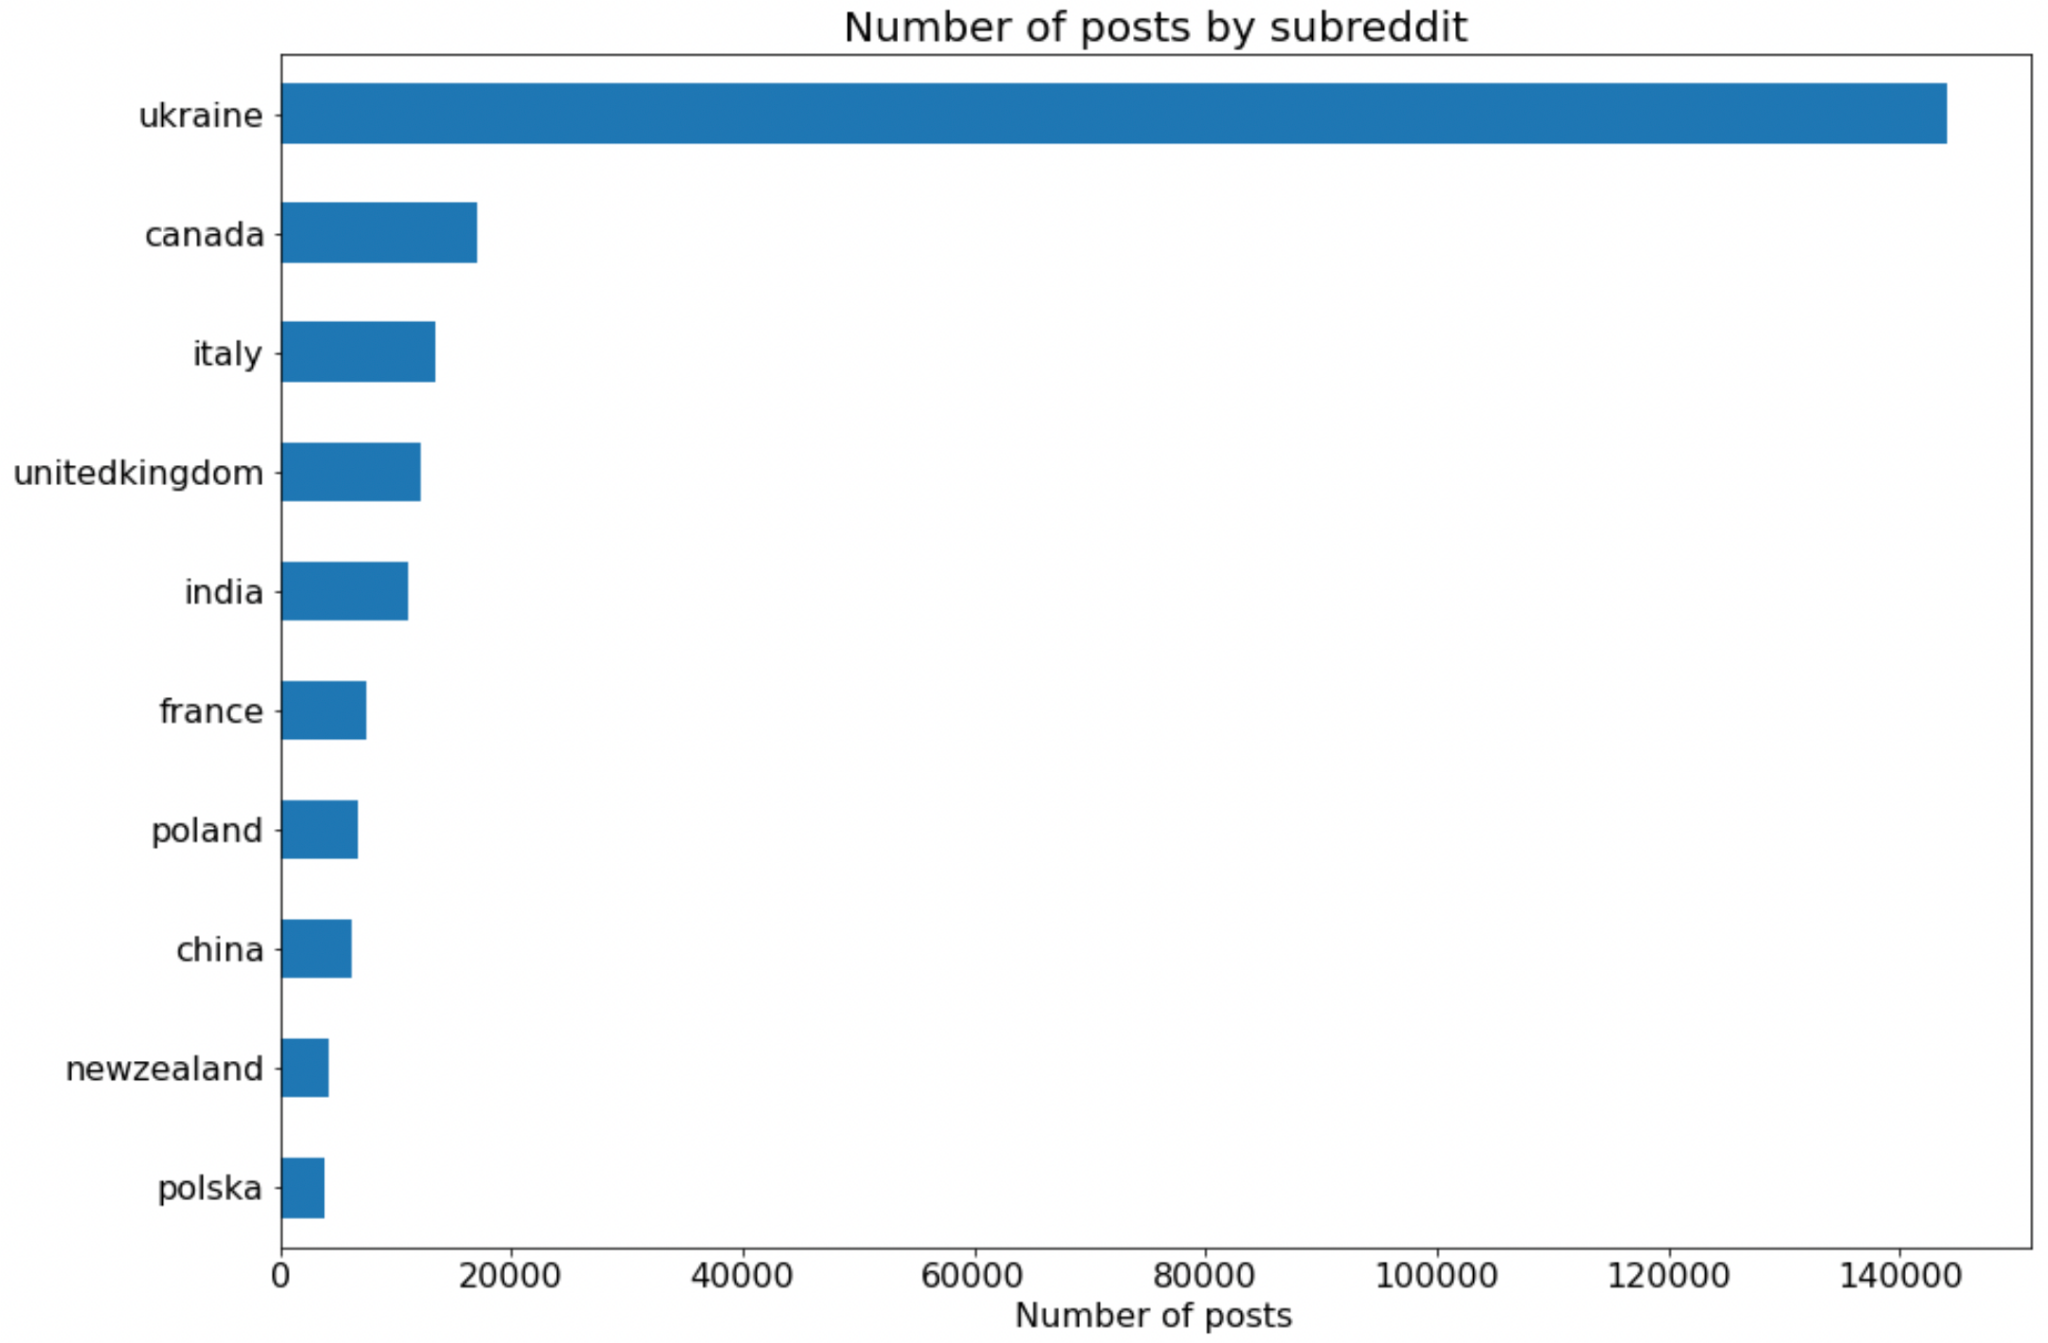 Number of posts by subreddit
ukraine
canada
italy
unitedkingdom
india
france
poland
china
newzealand
polska
0 20000 40000 60000 80000 100000 120000 140000
Number of posts